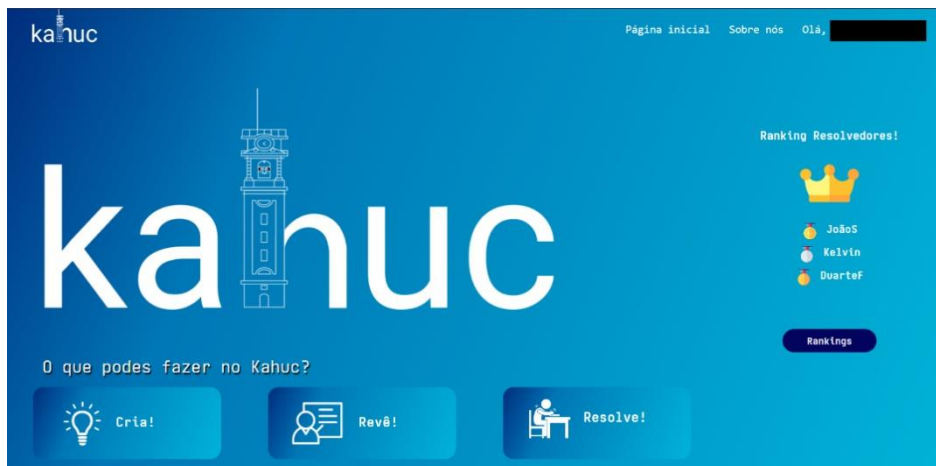 kahuc
Página inicial Sobre nós Olá,
Ranking Resolvedores!
kahuc
JoãoS
Kelvin
DuarteF
Rankings
O que podes fazer no Kahuc?
Cria!
Revê!
Resolve!